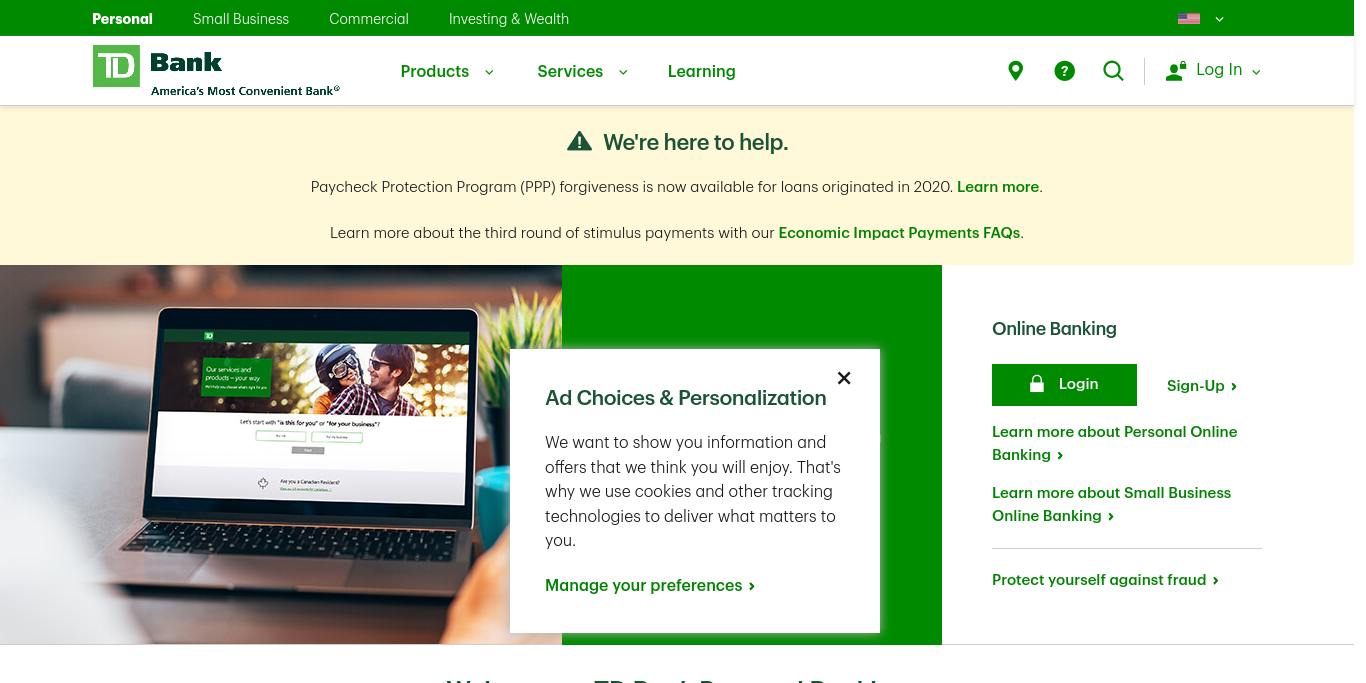 Personal
Small Business
Commercial
Investing & Wealth
TD Bank
America's Most Convenient Bank®
Products
Services
Learning
?
Log In
We're here to help.
Paycheck Protection Program (PPP) forgiveness is now available for loans originated in 2020. Learn more.
Learn more about the third round of stimulus payments with our Economic Impact Payments FAQs.
TD
Our services and
products – your way
Let's start with "is this for you" or "for your business"?
Next
Are you a Canadian Resident?
Ad Choices & Personalization
We want to show you information and
offers that we think you will enjoy. That's
why we use cookies and other tracking
technologies to deliver what matters to
you.
Manage your preferences
Online Banking
Login
Sign-Up
Learn more about Personal Online
Banking
Learn more about Small Business
Online Banking
Protect yourself against fraud